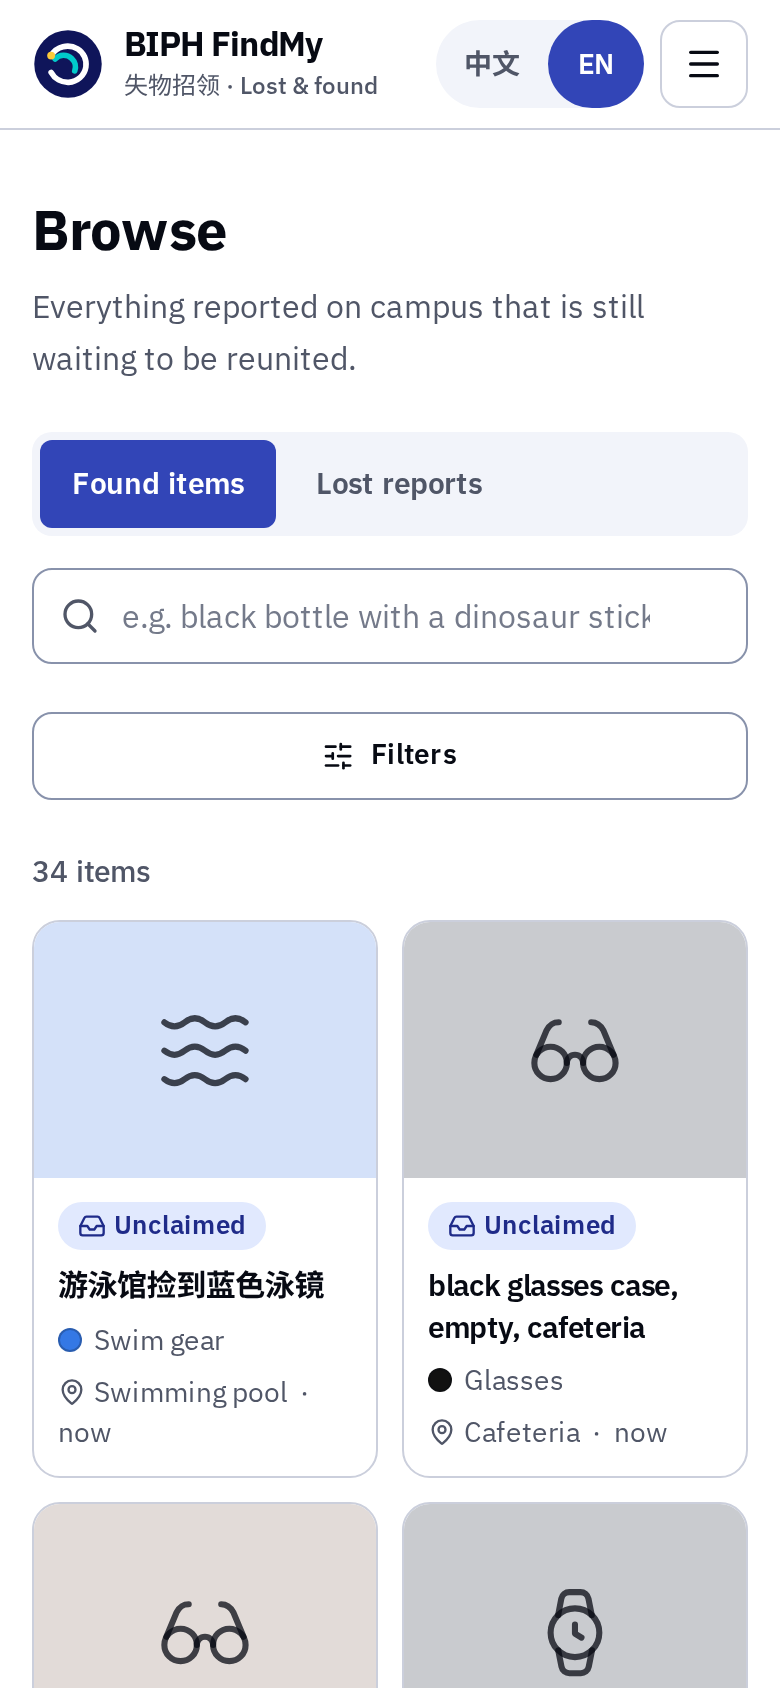 BIPH FindMy
失物招领 · Lost & found
中文
EN
Browse
Everything reported on campus that is still
waiting to be reunited.
Found items
Lost reports
e.g. black bottle with a dinosaur stick
Filters
34 items
Unclaimed
游泳馆捡到蓝色泳镜
Swim gear
Swimming pool ·
now
Unclaimed
black glasses case,
empty, cafeteria
Glasses
Cafeteria · now